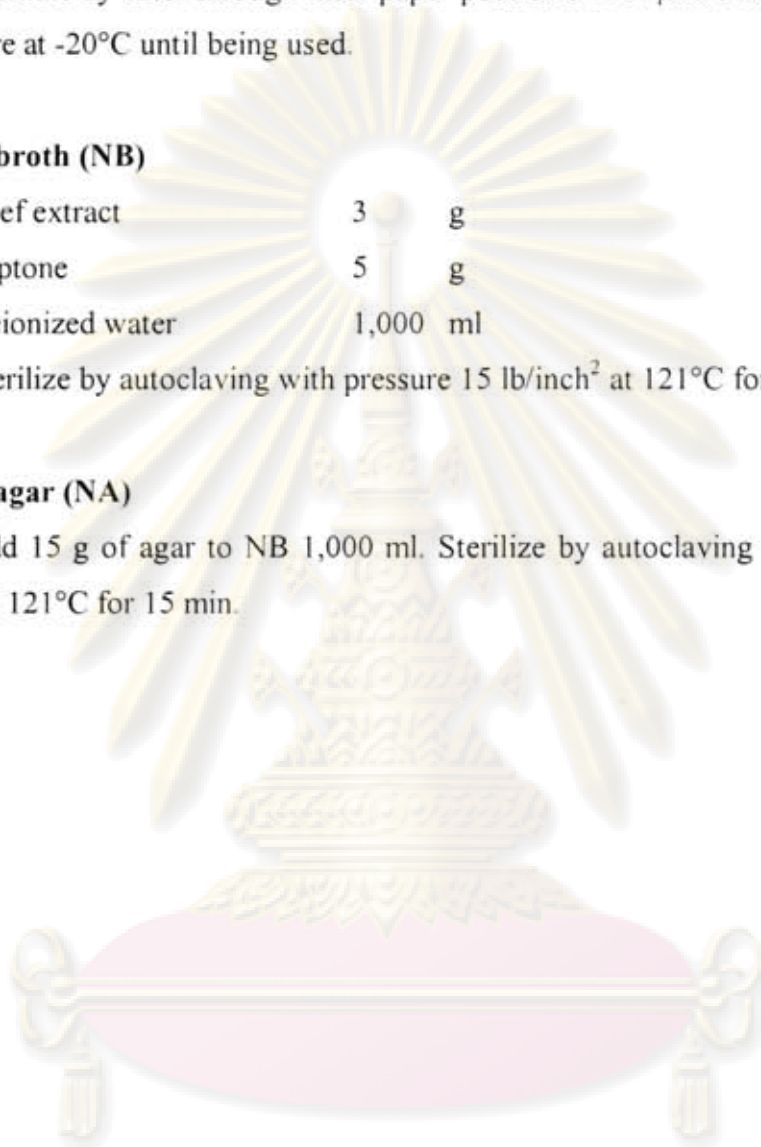 e at -20°C until being used.
broth (NB)
ef extract 3 g
ptone 5 g
ionized water 1,000 ml
erilize by autoclaving with pressure 15 lb/inch² at 121°C fo
agar (NA)
d 15 g of agar to NB 1,000 ml. Sterilize by autoclaving
121°C for 15 min.